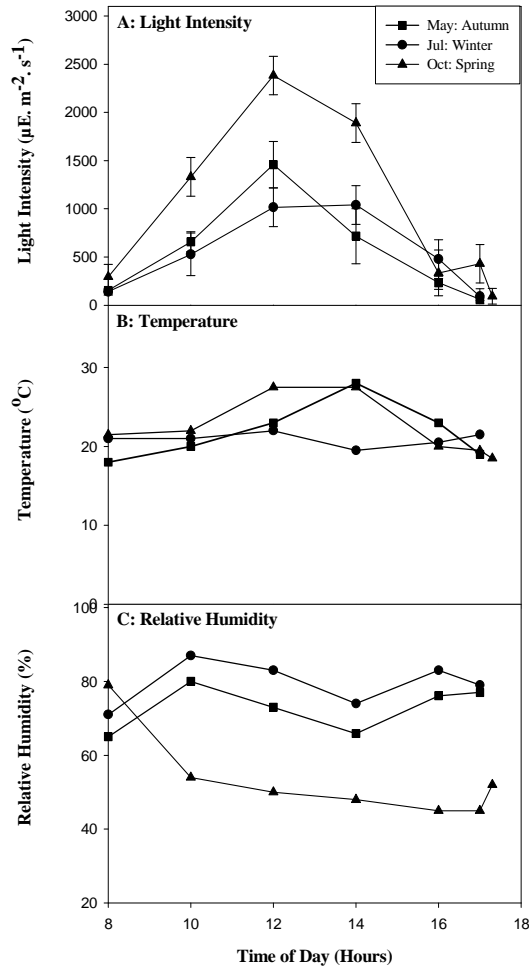 A: Light Intensity
May: Autumn
Jul: Winter
Oct: Spring
Light Intensity (µE. m⁻². s⁻¹)
3000
2500
2000
1500
1000
500
0
B: Temperature
Temperature (°C)
30
20
10
0
C: Relative Humidity
Relative Humidity (%)
100
80
60
40
20
8 10 12 14 16 18
Time of Day (Hours)